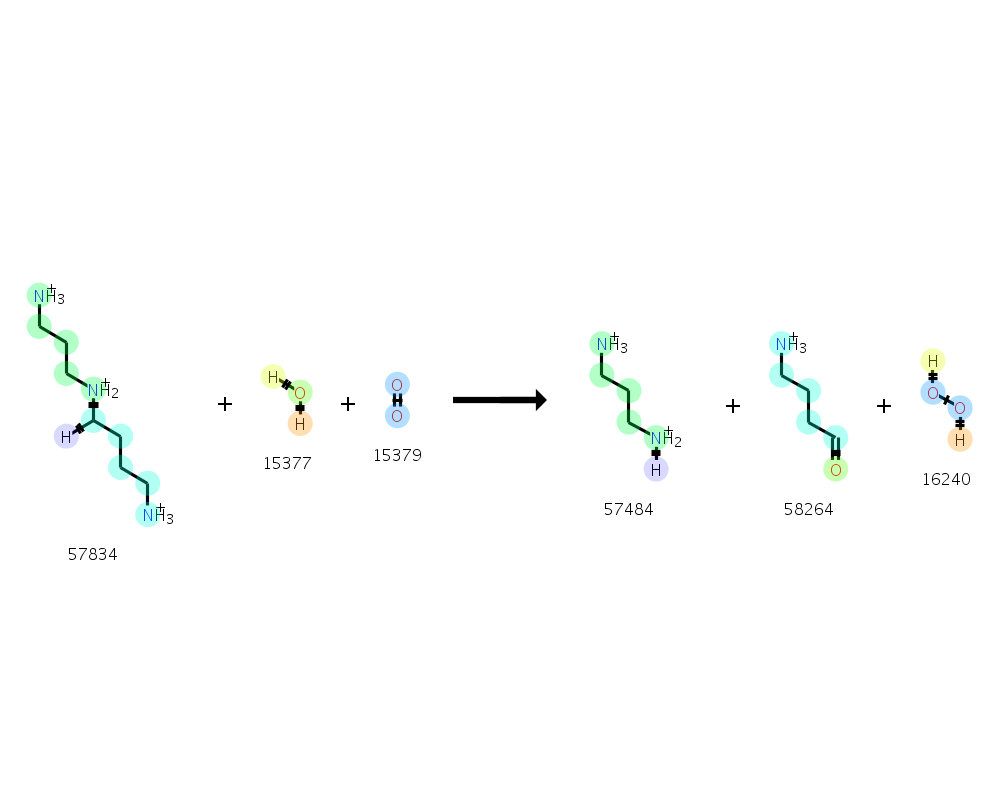 NH3+
NH2+
H
57834
+
H
O
H
15377
+
O
O
15379
NH3+
NH3+
NH2+
H
57484
+
NH3+
O
58264
+
H
O
O
H
16240